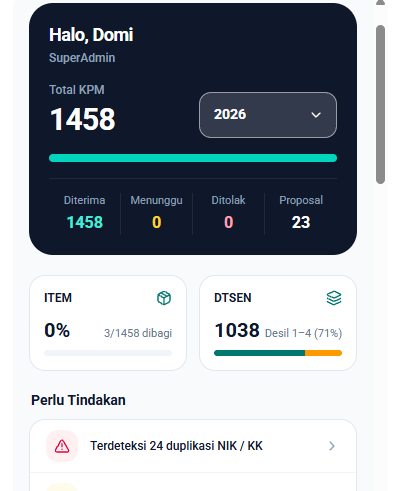 Halo, Domi
SuperAdmin
Total KPM
1458
2026
Diterima Menunggu Ditolak Proposal
1458 0 0 23
ITEM
0% 3/1458 dibagi
DTSEN
1038 Desil 1–4 (71%)
Perlu Tindakan
Terdeteksi 24 duplikasi NIK / KK